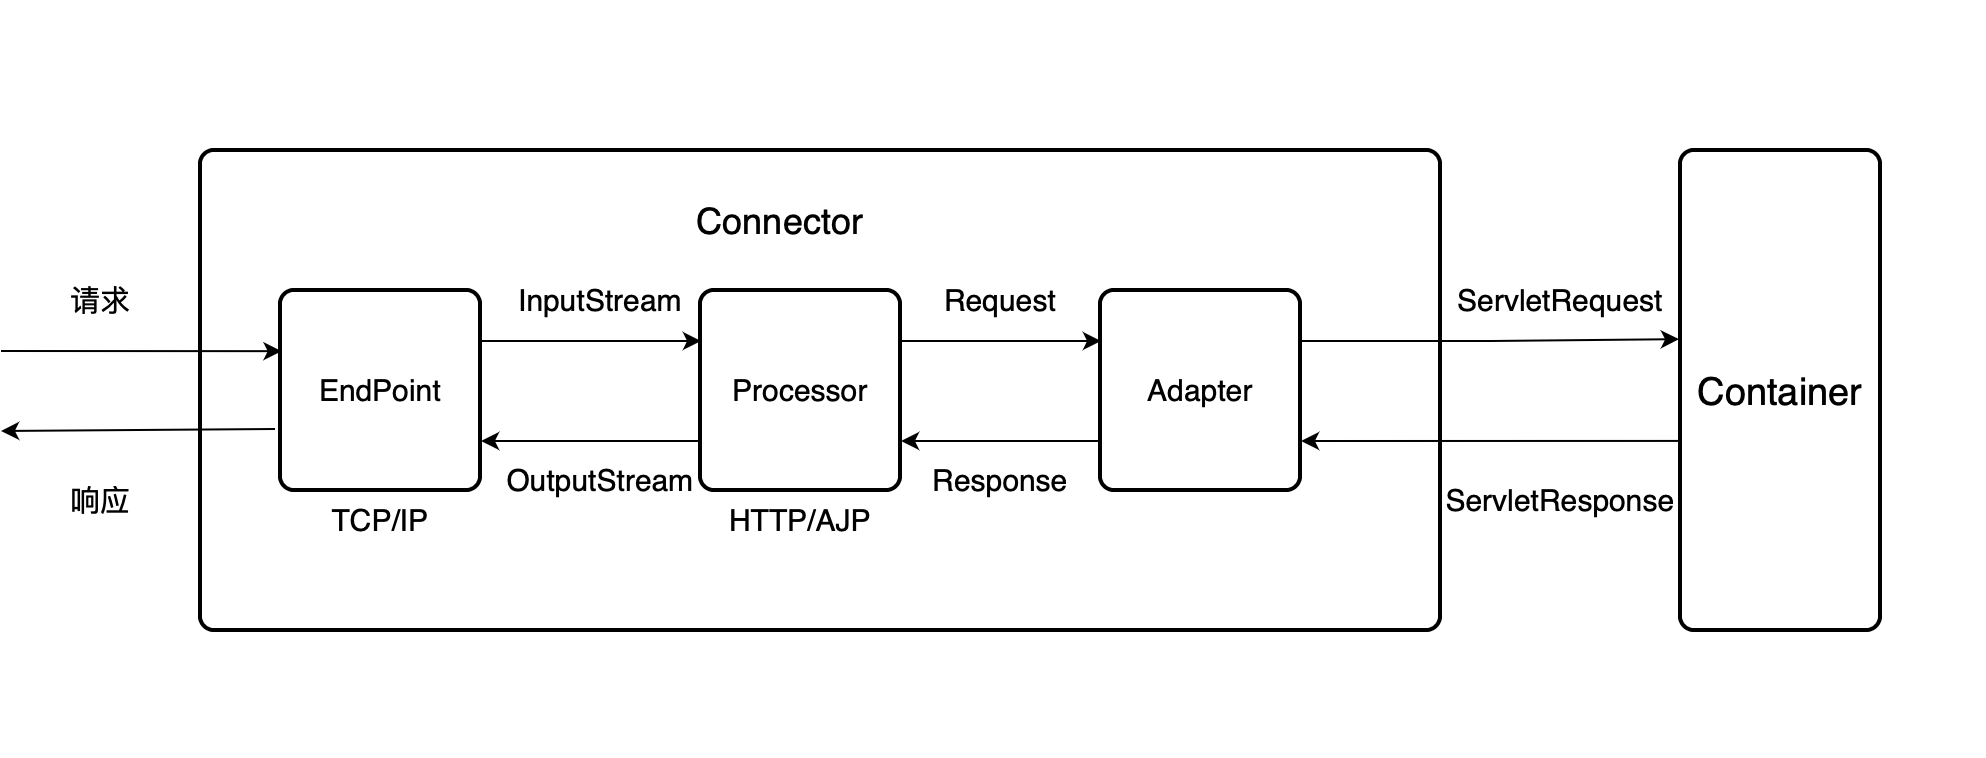 Connector
请求
InputStream
Request
ServletRequest
EndPoint
Processor
Adapter
Container
OutputStream
Response
ServletResponse
响应
TCP/IP
HTTP/AJP